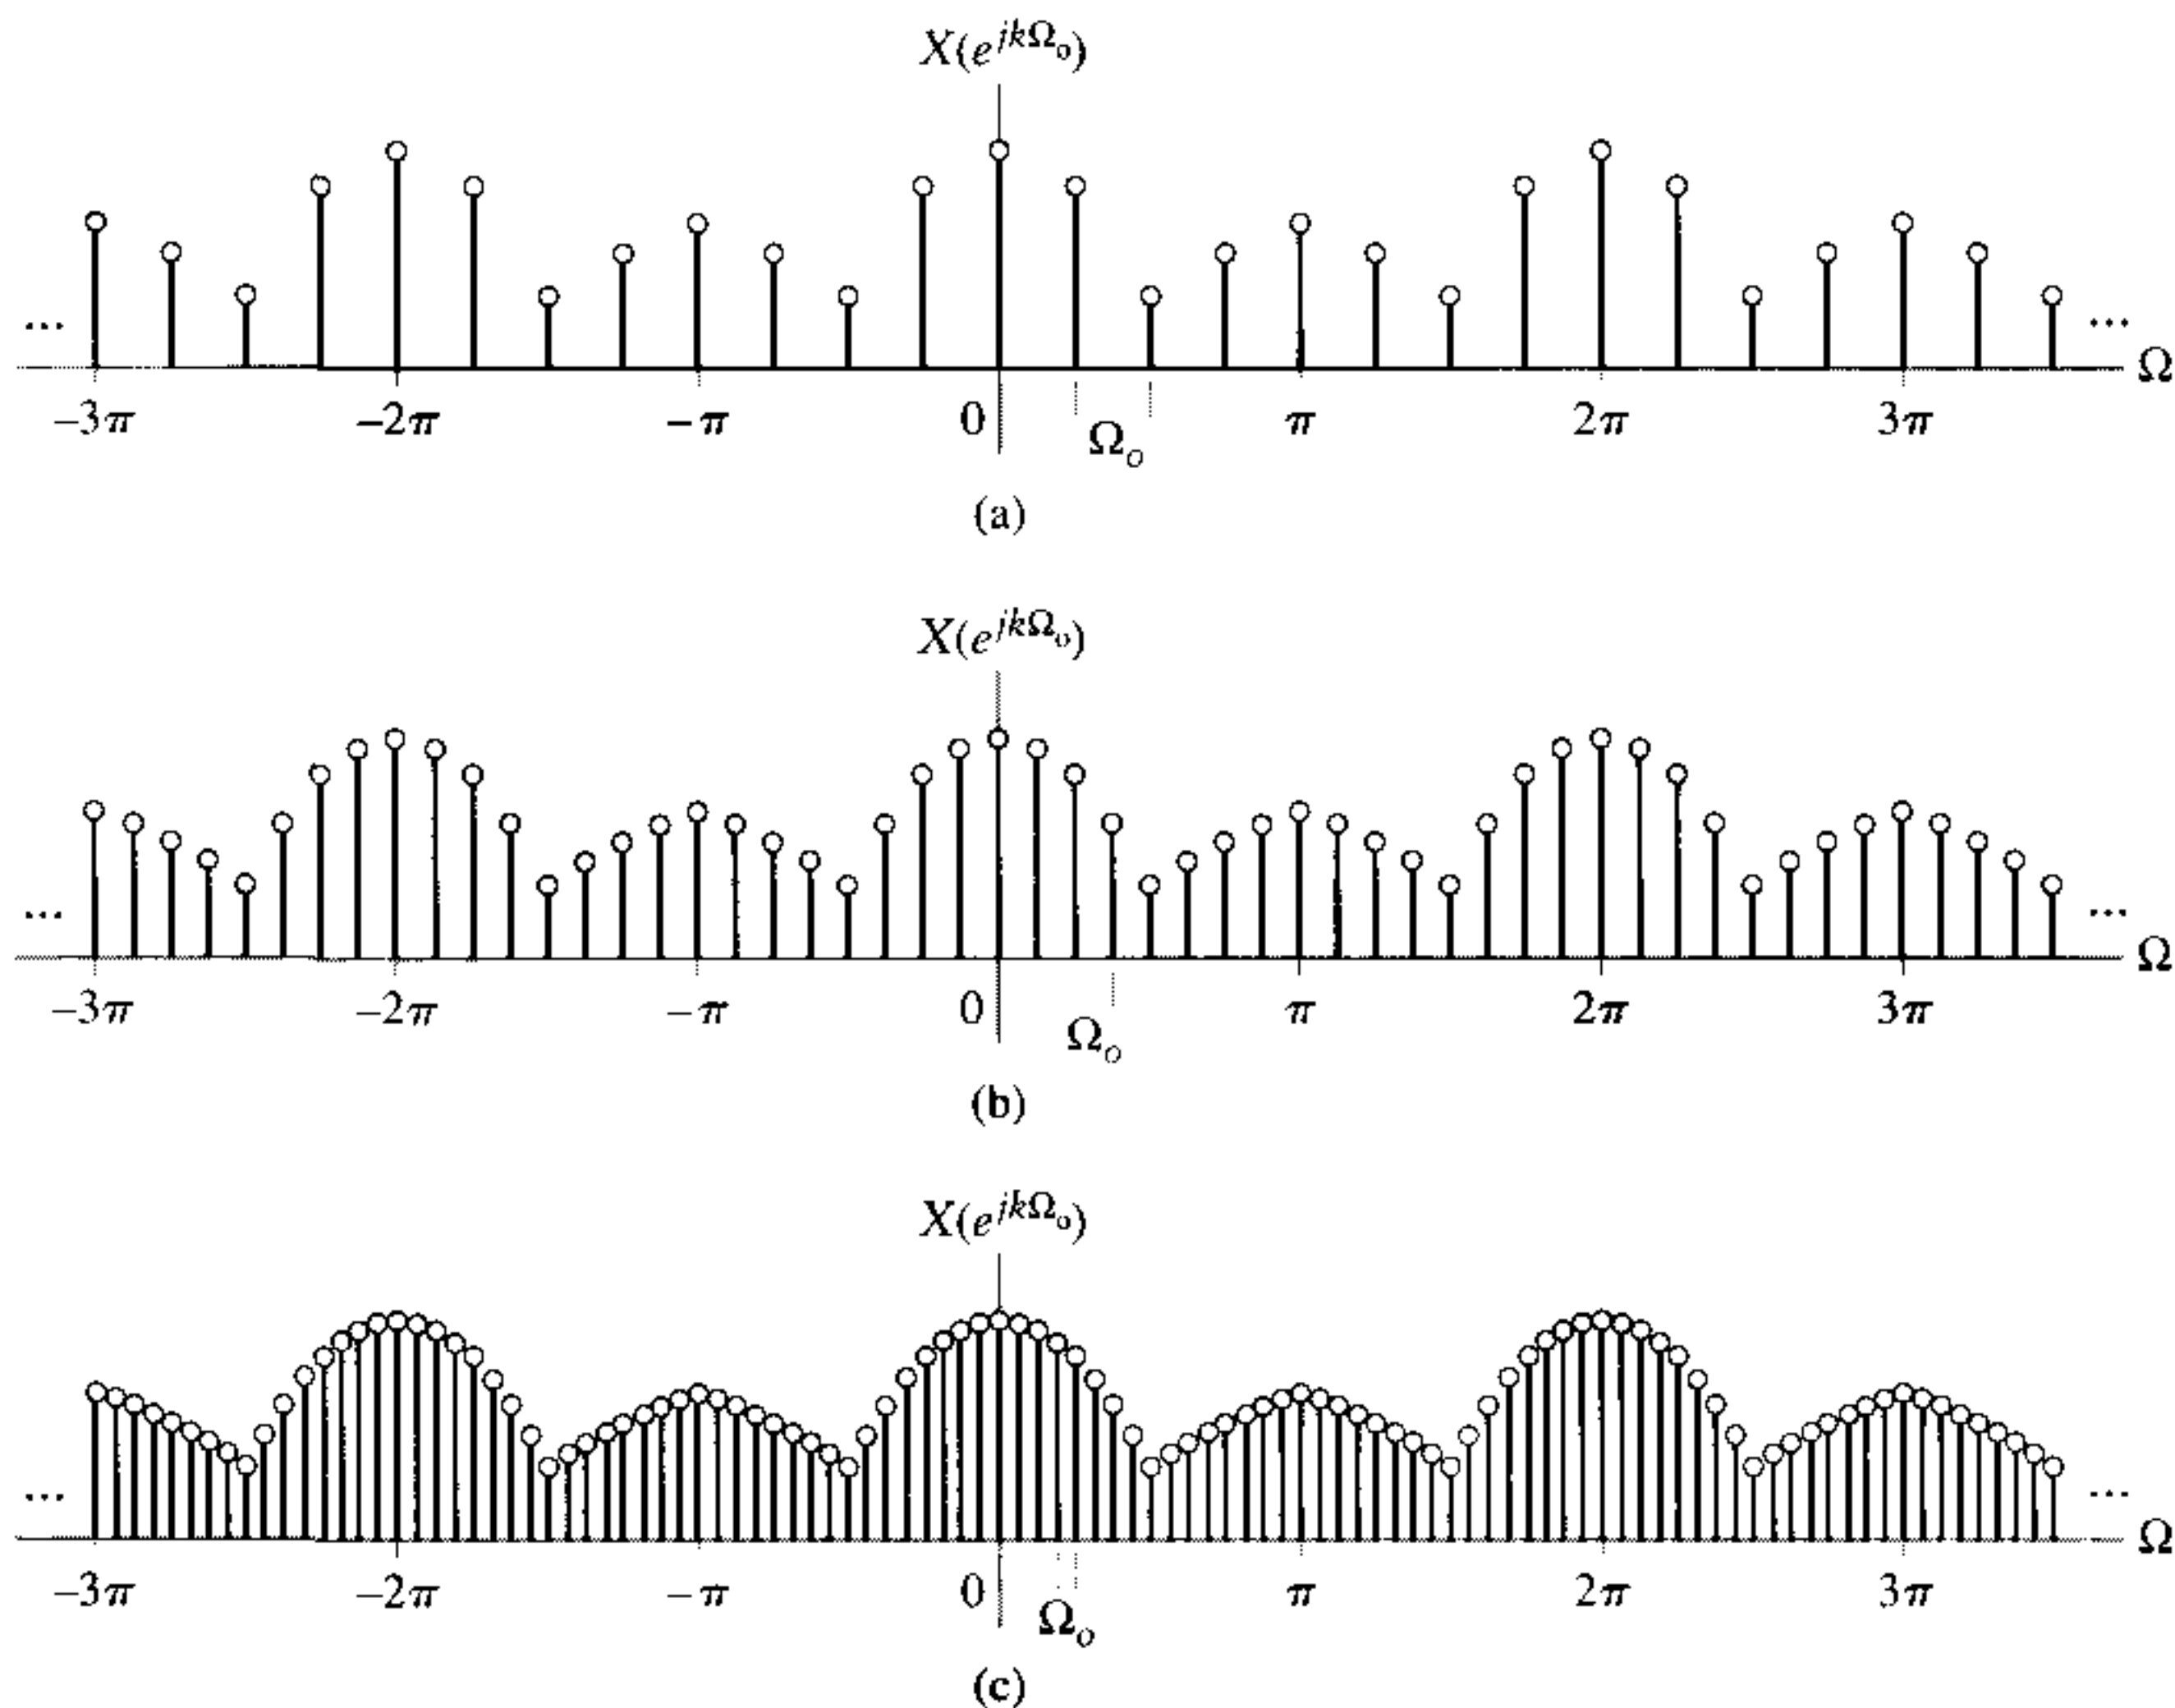 X(e^{jkΩ_o})
... ... Ω
−3π −2π −π 0 π 2π 3π
Ω_o
(a)
X(e^{jkΩ_o})
... ... Ω
−3π −2π −π 0 π 2π 3π
Ω_o
(b)
X(e^{jkΩ_o})
... ... Ω
−3π −2π −π 0 π 2π 3π
Ω_o
(c)